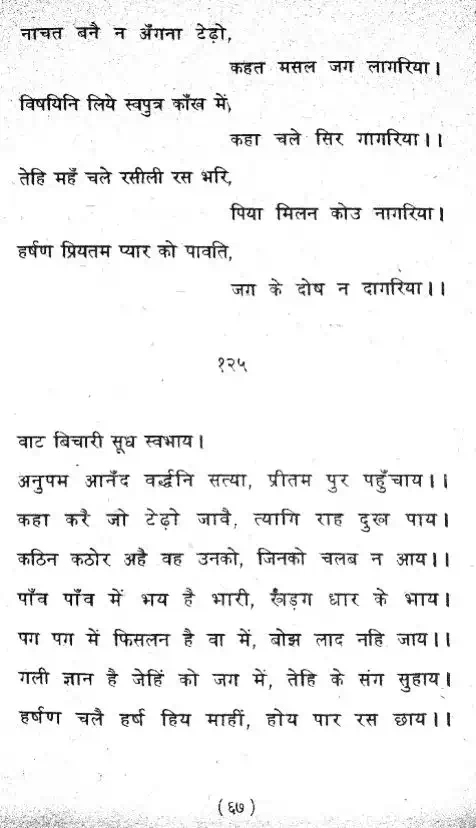 नाचत बनै न अँगना टेढ़ो,
कहत मसल जग लागरिया।
विषयिनि लिये स्वपुत्र काँख में,
कहा चले सिर गागरिया।।
तेहि महँ चले रसीली रस भरि,
पिया मिलन कोउ नागरिया।
हर्षण प्रियतम प्यार को पावति,
जग के दोष न दागरिया।।
१२५
वाट बिचारी सूध स्वभाय।
अनुपम आनँद वर्द्धनि सत्या, प्रीतम पुर पहुँचाय।।
कहा करै जो टेढ़ो जावै, त्यागि राह दुख पाय।
कठिन कठोर अहै वह उनको, जिनको चलब न आय।।
पाँव पाँव में भय है भारी, खँड़ग धार के भाय।
पग पग में फिसलन है वा में, बोझ लाद नहि जाय।।
गली ज्ञान है जेहिं को जग में, तेहि के संग सुहाय।
हर्षण चलै हर्ष हिय माहीं, होय पार रस छाय।।
(६७)